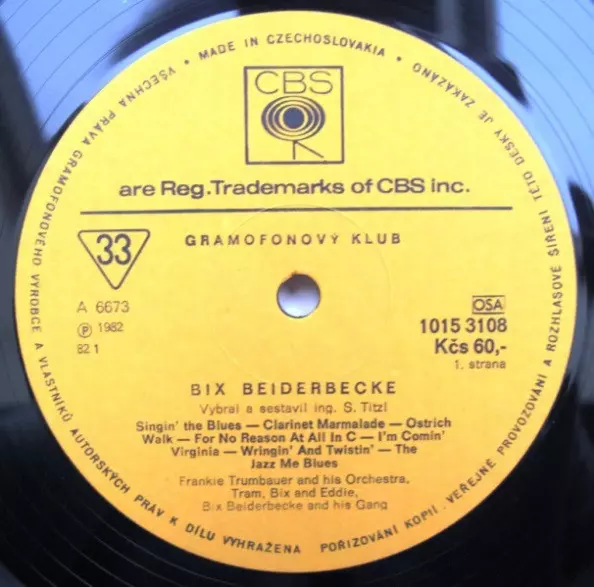 • MADE IN CZECHOSLOVAKIA •
VŠECHNA PRÁVA GRAMOFONOVÉHO VÝROBCE A VLASTNÍKŮ AUTORSKÝCH PRÁV K DÍLU VYHRAŽENA
POŘIZOVÁNÍ KOPIÍ. VEŘEJNÉ PROVOZOVÁNÍ A ROZHLASOVÉ ŠÍŘENÍ TÉTO DESKY JE ZAKÁZÁNO
CBS
are Reg.Trademarks of CBS inc.
33
GRAMOFONOVÝ KLUB
A 6673
Ⓟ 1982
82 1
OSA
1015 3108
Kčs 60,-
1. strana
BIX BEIDERBECKE
Vybral a sestavil ing. S. Titzl
Singin' the Blues — Clarinet Marmalade — Ostrich
Walk — For No Reason At All In C — I'm Comin'
Virginia — Wringin' And Twistin' — The
Jazz Me Blues
Frankie Trumbauer and his Orchestra,
Tram, Bix and Eddie,
Bix Beiderbecke and his Gang